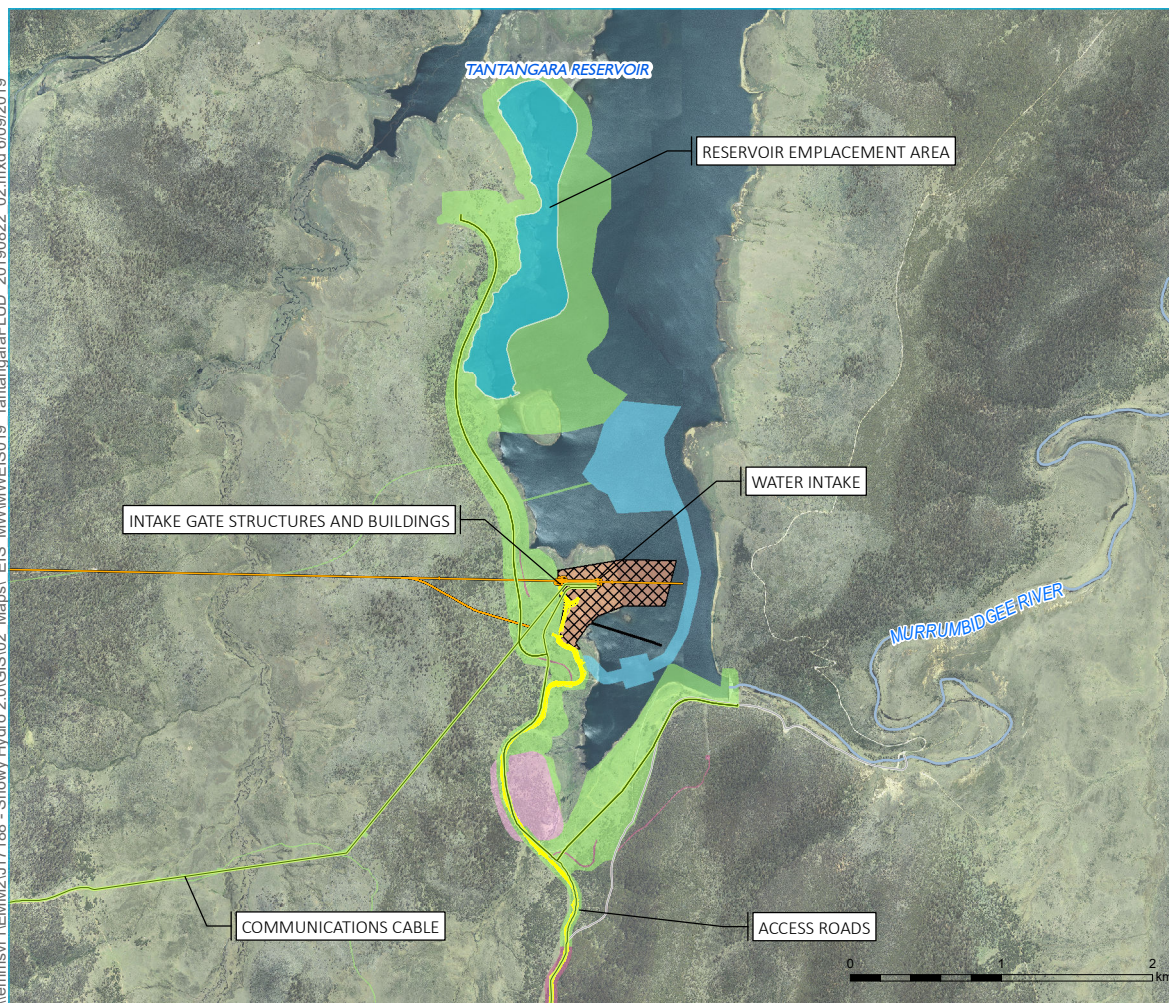 TANTANGARA RESERVOIR
RESERVOIR EMPLACEMENT AREA
WATER INTAKE
INTAKE GATE STRUCTURES AND BUILDINGS
MURRUMBIDGEE RIVER
COMMUNICATIONS CABLE
ACCESS ROADS
0 1 2
km